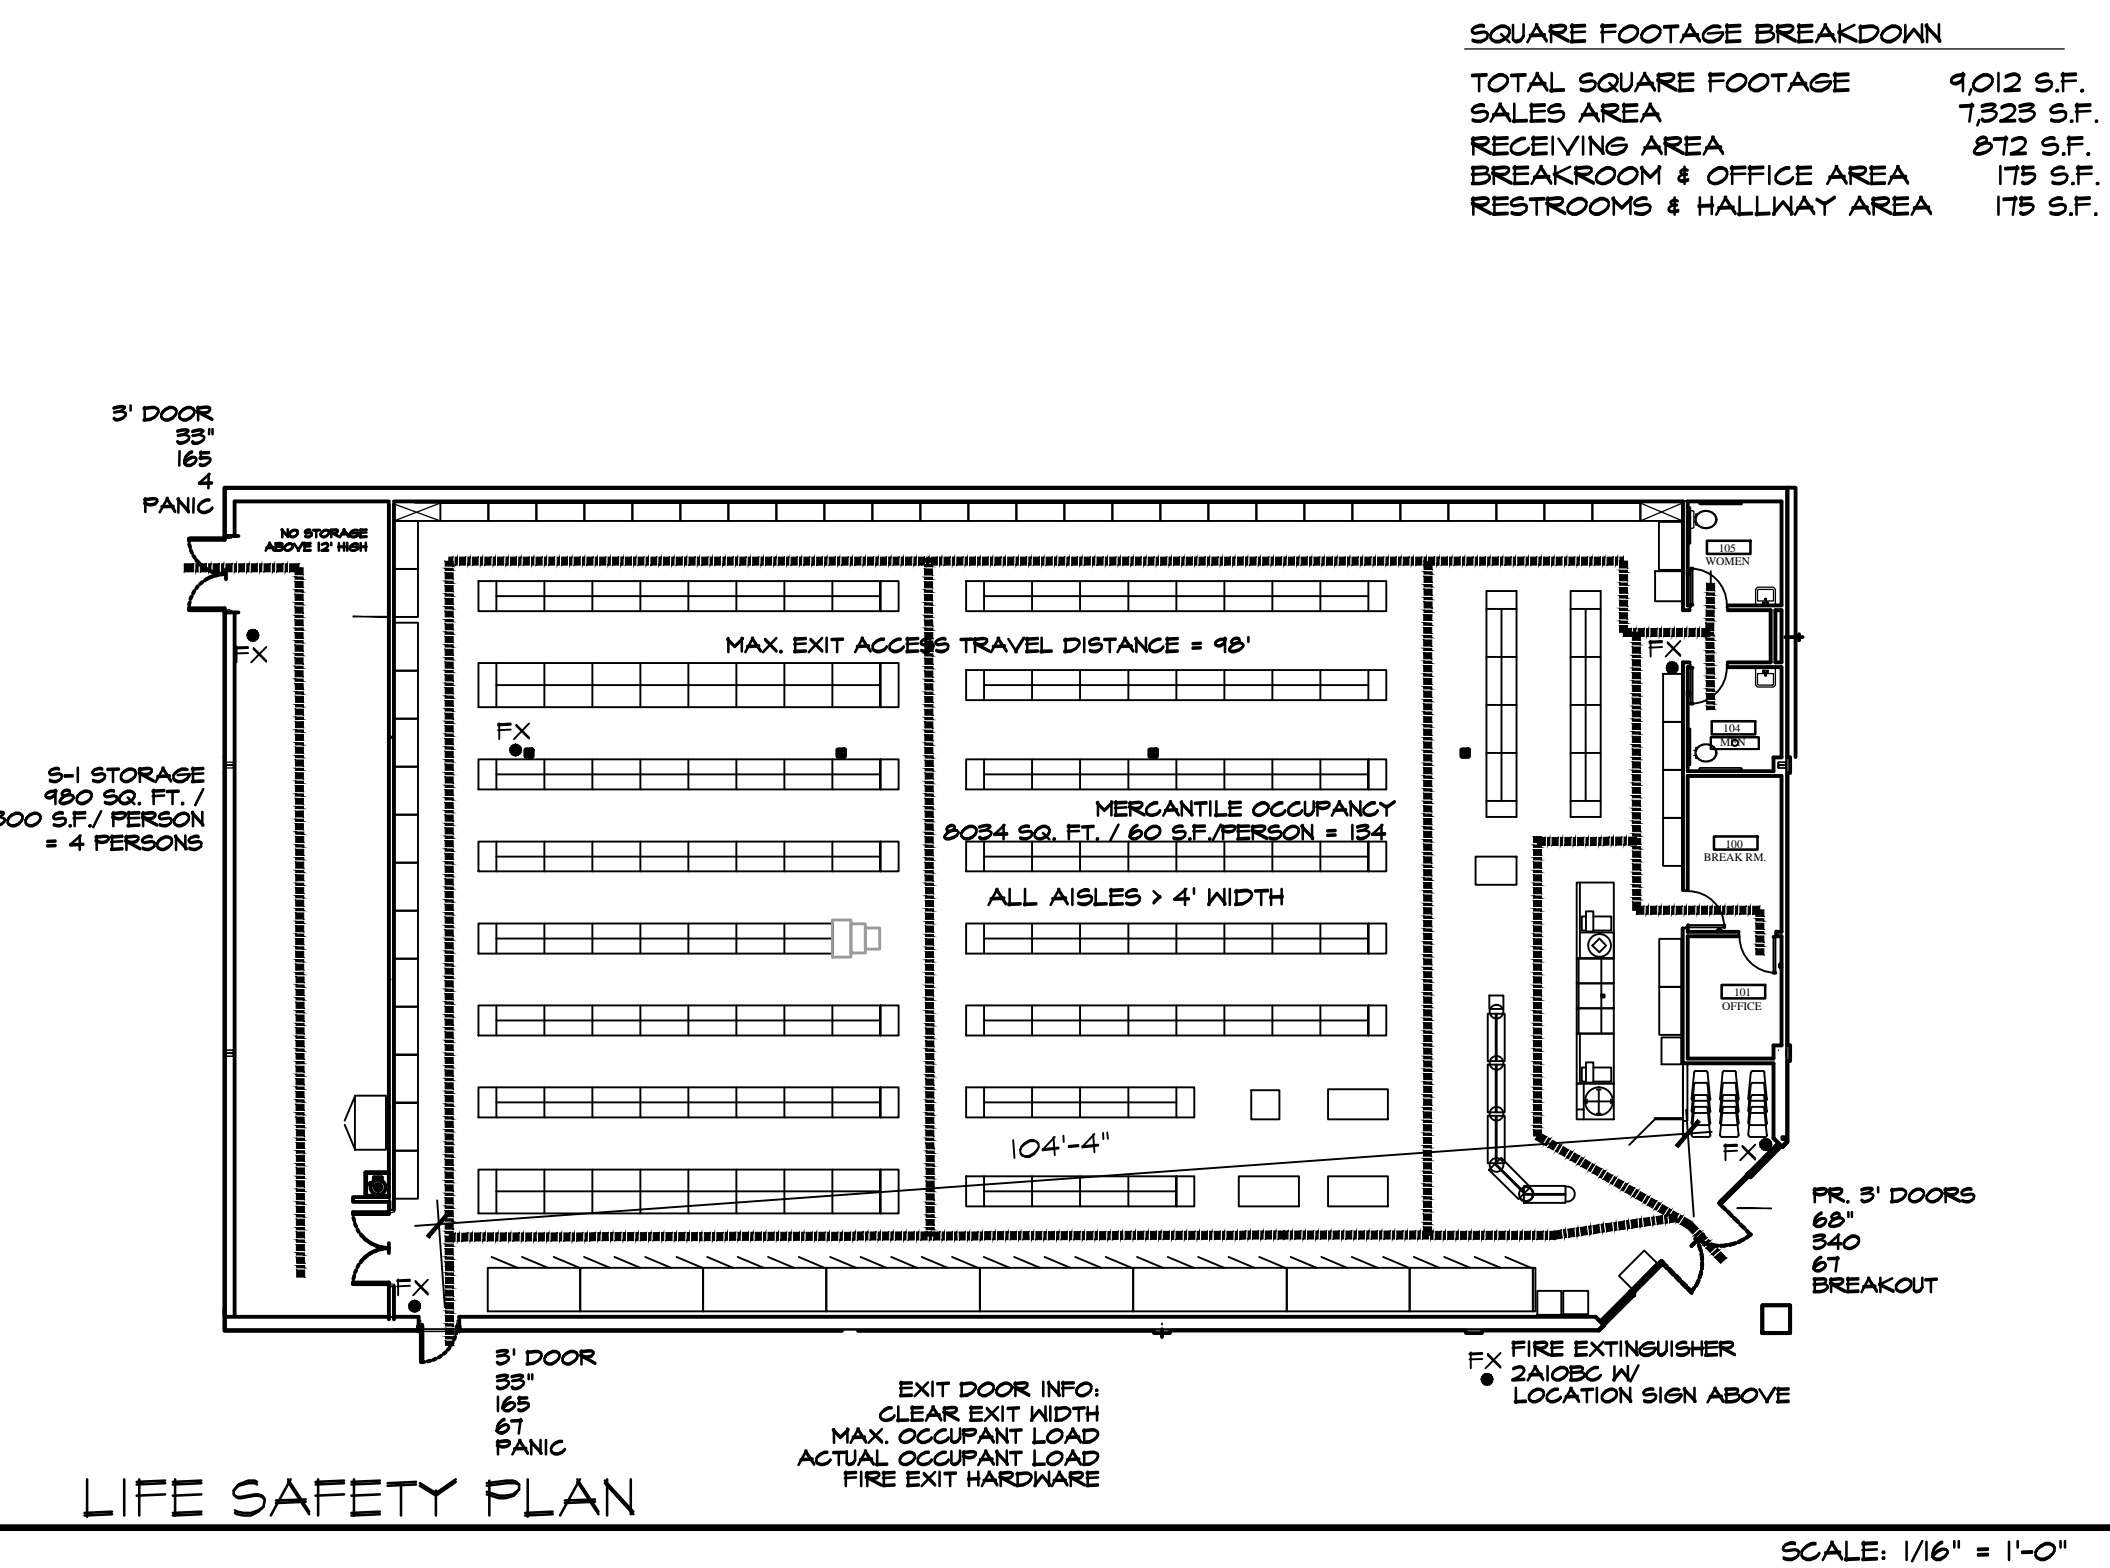 SQUARE FOOTAGE BREAKDOWN
TOTAL SQUARE FOOTAGE 9,012 S.F.
SALES AREA 7,323 S.F.
RECEIVING AREA 872 S.F.
BREAKROOM & OFFICE AREA 175 S.F.
RESTROOMS & HALLWAY AREA 175 S.F.
3' DOOR
33"
165
4
PANIC
NO STORAGE
ABOVE 12' HIGH
105
WOMEN
MAX. EXIT ACCESS TRAVEL DISTANCE = 98'
FX
FX
FX
104
MEN
S-1 STORAGE
980 SQ. FT. /
300 S.F./ PERSON
= 4 PERSONS
MERCANTILE OCCUPANCY
8034 SQ. FT. / 60 S.F./PERSON = 134
100
BREAK RM.
ALL AISLES > 4' WIDTH
101
OFFICE
104'-4"
FX
PR. 3' DOORS
68"
340
67
BREAKOUT
FX
3' DOOR
33"
165
67
PANIC
EXIT DOOR INFO:
CLEAR EXIT WIDTH
MAX. OCCUPANT LOAD
ACTUAL OCCUPANT LOAD
FIRE EXIT HARDWARE
FX FIRE EXTINGUISHER
2A10BC W/
LOCATION SIGN ABOVE
LIFE SAFETY PLAN
SCALE: 1/16" = 1'-0"